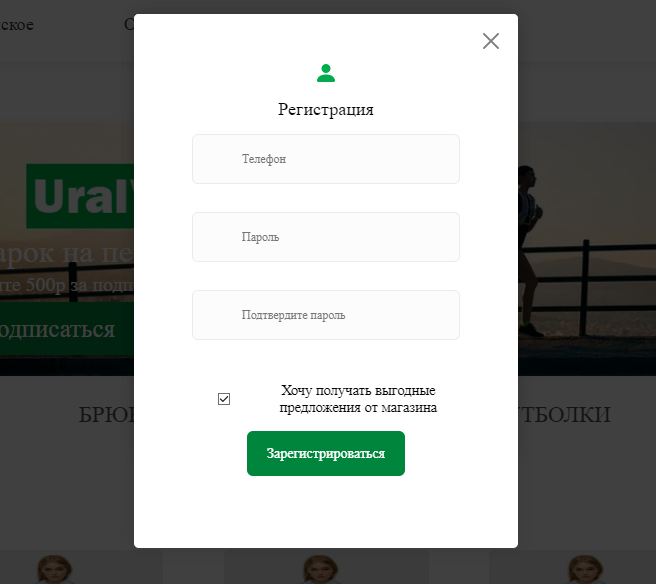 ское
Ural
Регистрация
Телефон
арок на пе
Пароль
те 500р за подп
Подтвердите пароль
одписаться
Хочу получать выгодные
предложения от магазина
БРЮ
ТБОЛКИ
Зарегистрироваться